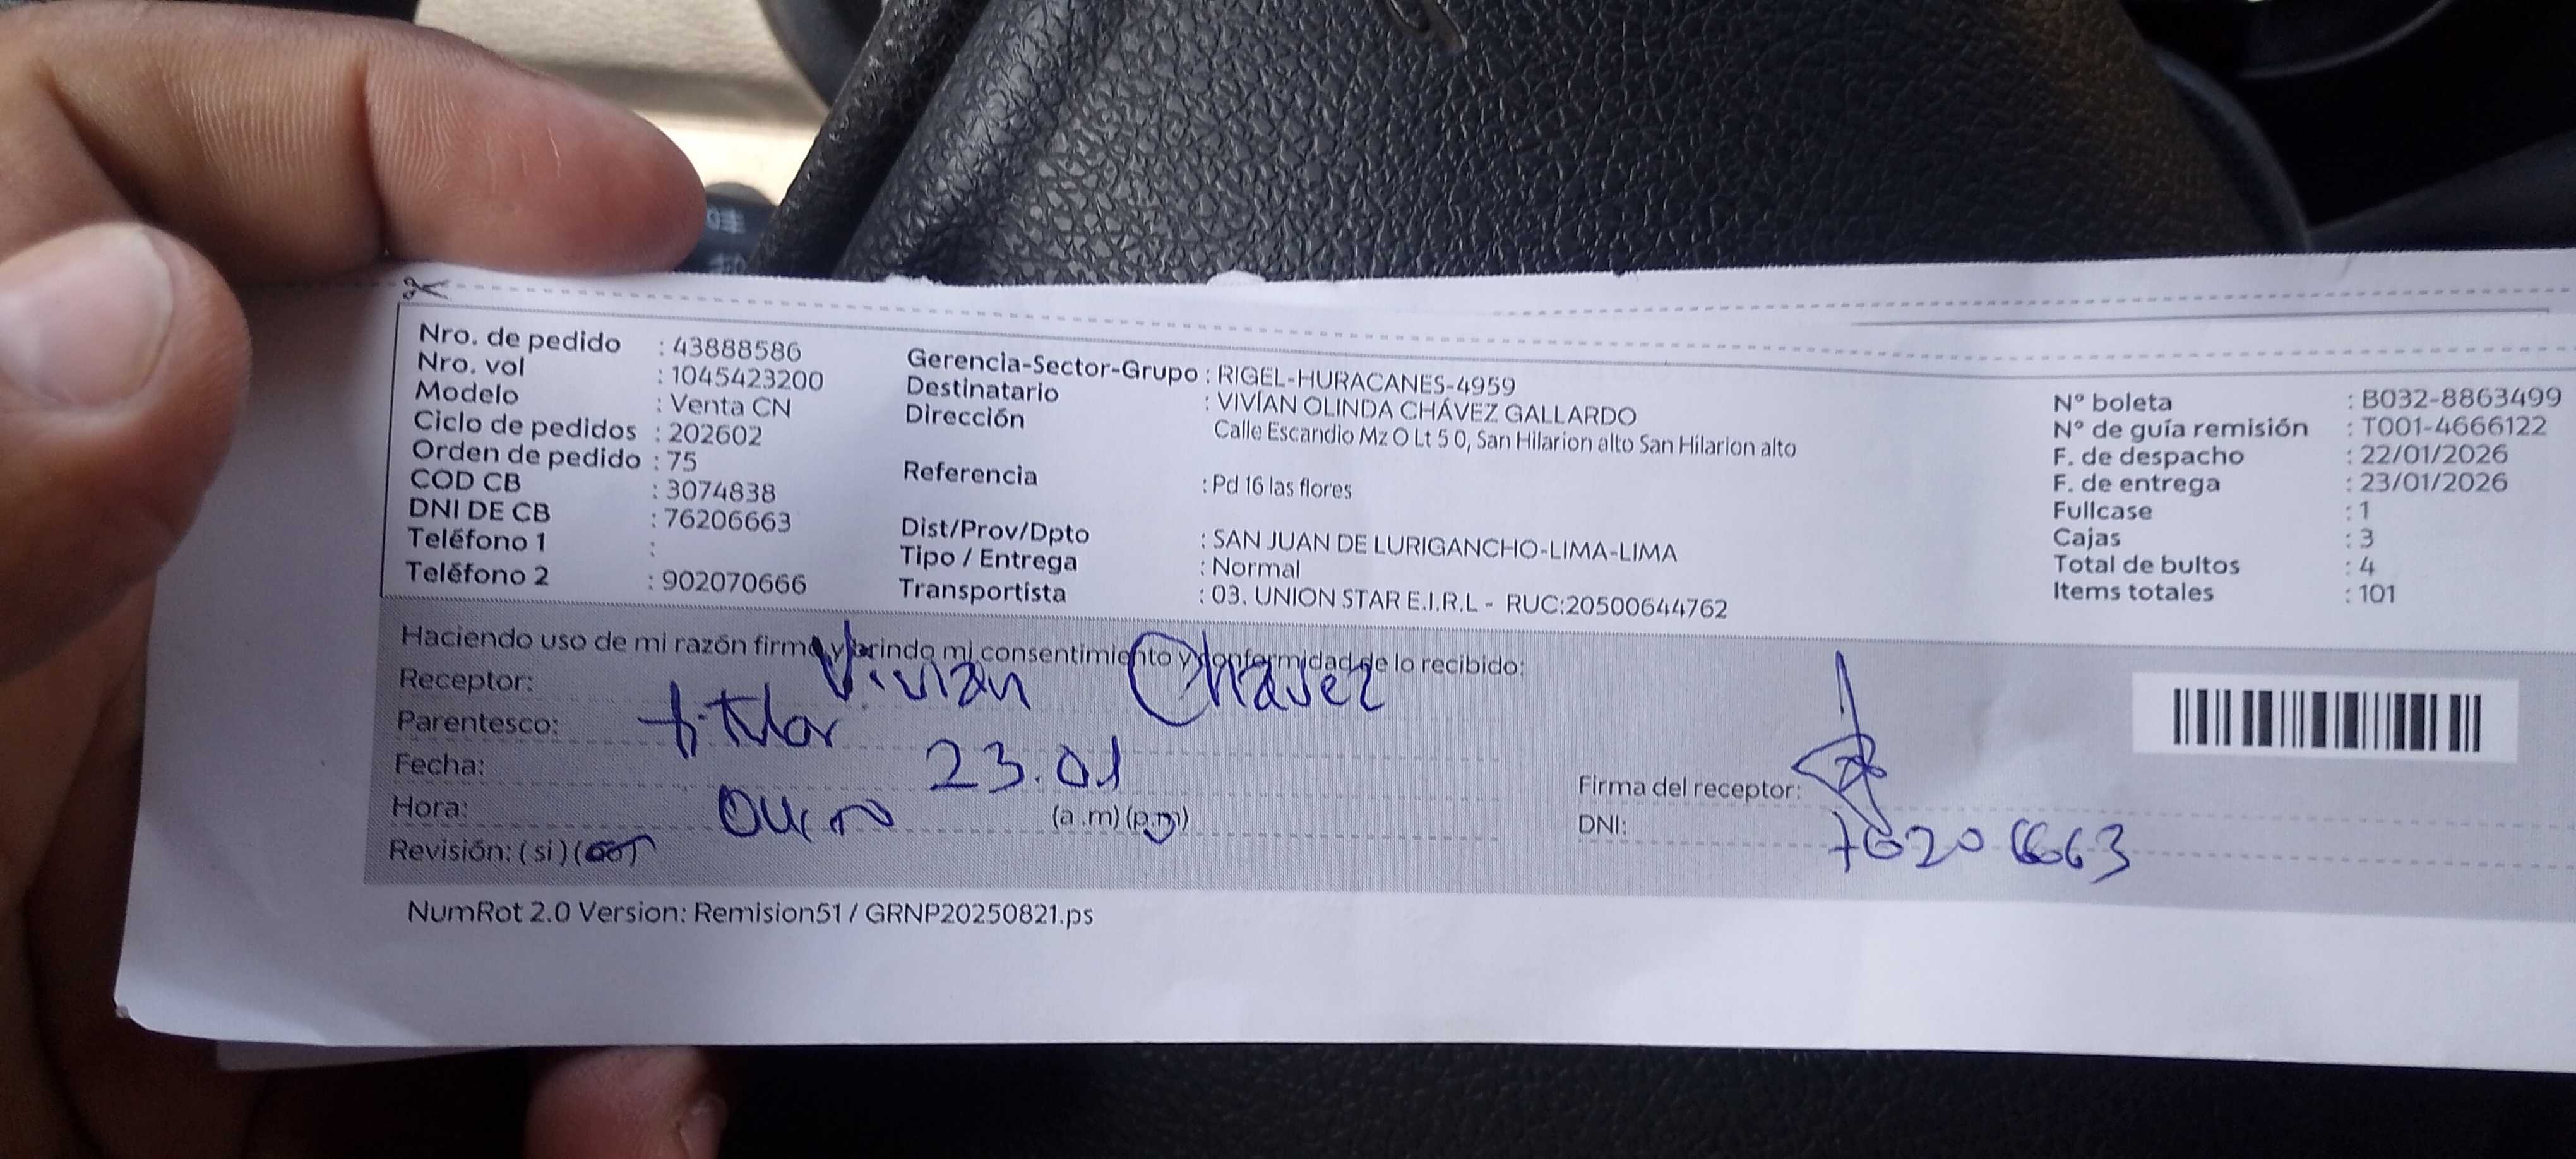 Nro. de pedido : 43888586
Nro. vol : 1045423200
Modelo : Venta CN
Ciclo de pedidos : 202602
Orden de pedido : 75
COD CB : 3074838
DNI DE CB : 76206663
Teléfono 1 :
Teléfono 2 : 902070666
Gerencia-Sector-Grupo : RIGEL-HURACANES-4959
Destinatario : VIVÍAN OLINDA CHÁVEZ GALLARDO
Dirección Calle Escandio Mz O Lt 5 0, San Hilarion alto San Hilarion alto
Referencia : Pd 16 las flores
Dist/Prov/Dpto : SAN JUAN DE LURIGANCHO-LIMA-LIMA
Tipo / Entrega : Normal
Transportista : 03. UNION STAR E.I.R.L - RUC:20500644762
N° boleta : B032-8863499
N° de guía remisión : T001-4666122
F. de despacho : 22/01/2026
F. de entrega : 23/01/2026
Fullcase : 1
Cajas : 3
Total de bultos : 4
Items totales : 101
Haciendo uso de mi razón firmo y brindo mi consentimiento y conformidad de lo recibido:
Receptor: Vivian Chavez
Parentesco: titular
Fecha: 23.01
Hora: (a.m) (p.m)
Revisión: (si)
Firma del receptor:
DNI: 76206663
NumRot 2.0 Version: Remision51 / GRNP20250821.ps